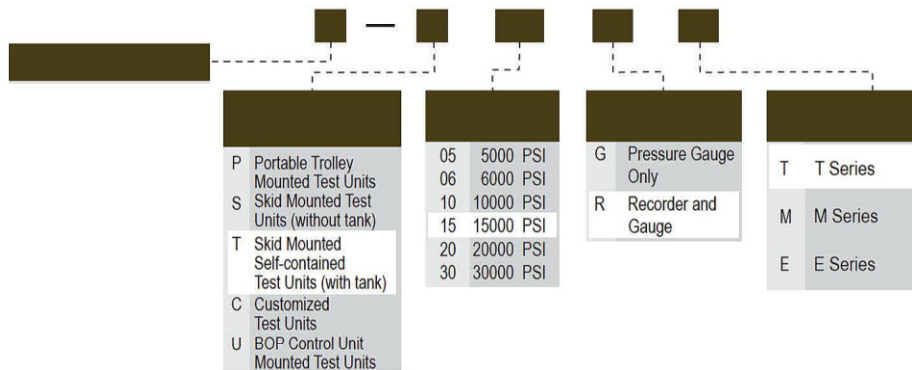 P Portable Trolley
Mounted Test Units
S Skid Mounted Test
Units (without tank)
T Skid Mounted
Self-contained
Test Units (with tank)
C Customized
Test Units
U BOP Control Unit
Mounted Test Units
05 5000 PSI
06 6000 PSI
10 10000 PSI
15 15000 PSI
20 20000 PSI
30 30000 PSI
G Pressure Gauge
Only
R Recorder and
Gauge
T T Series
M M Series
E E Series